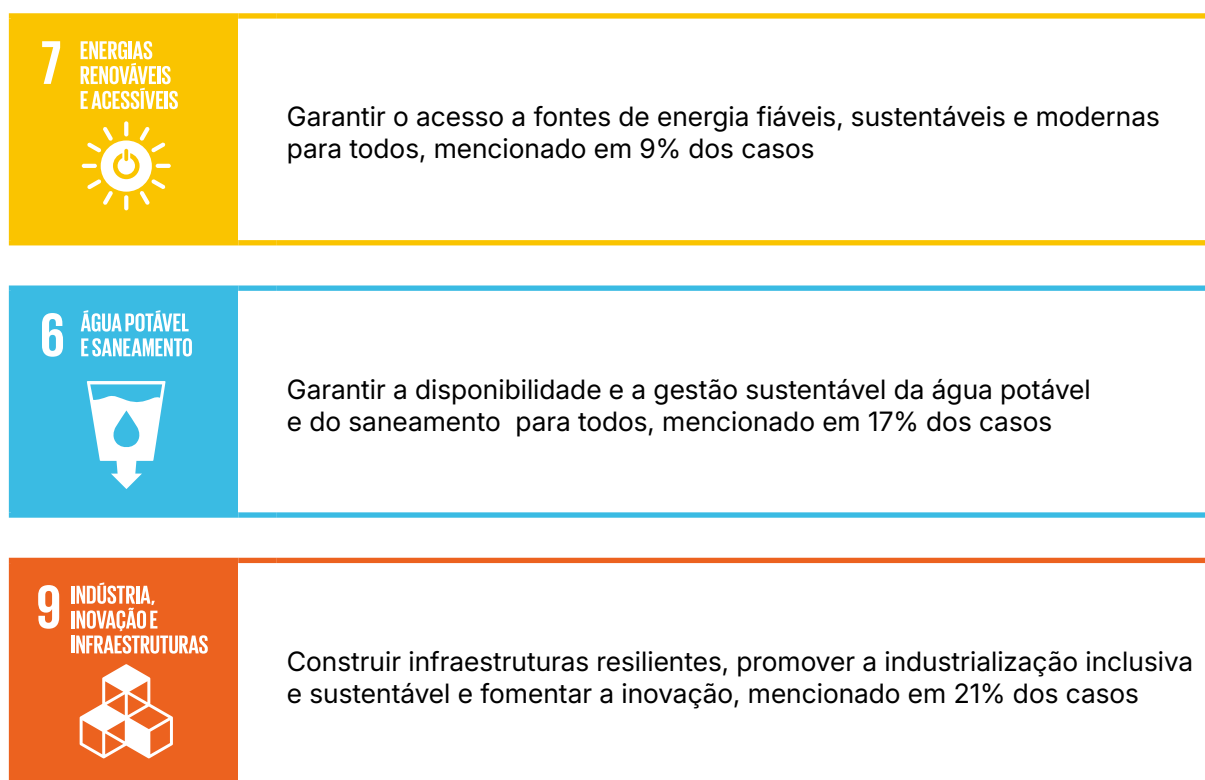 7 ENERGIAS
RENOVÁVEIS
E ACESSÍVEIS
Garantir o acesso a fontes de energia fiáveis, sustentáveis e modernas
para todos, mencionado em 9% dos casos
6 ÁGUA POTÁVEL
E SANEAMENTO
Garantir a disponibilidade e a gestão sustentável da água potável
e do saneamento  para todos, mencionado em 17% dos casos
9 INDÚSTRIA,
INOVAÇÃO E
INFRAESTRUTURAS
Construir infraestruturas resilientes, promover a industrialização inclusiva
e sustentável e fomentar a inovação, mencionado em 21% dos casos